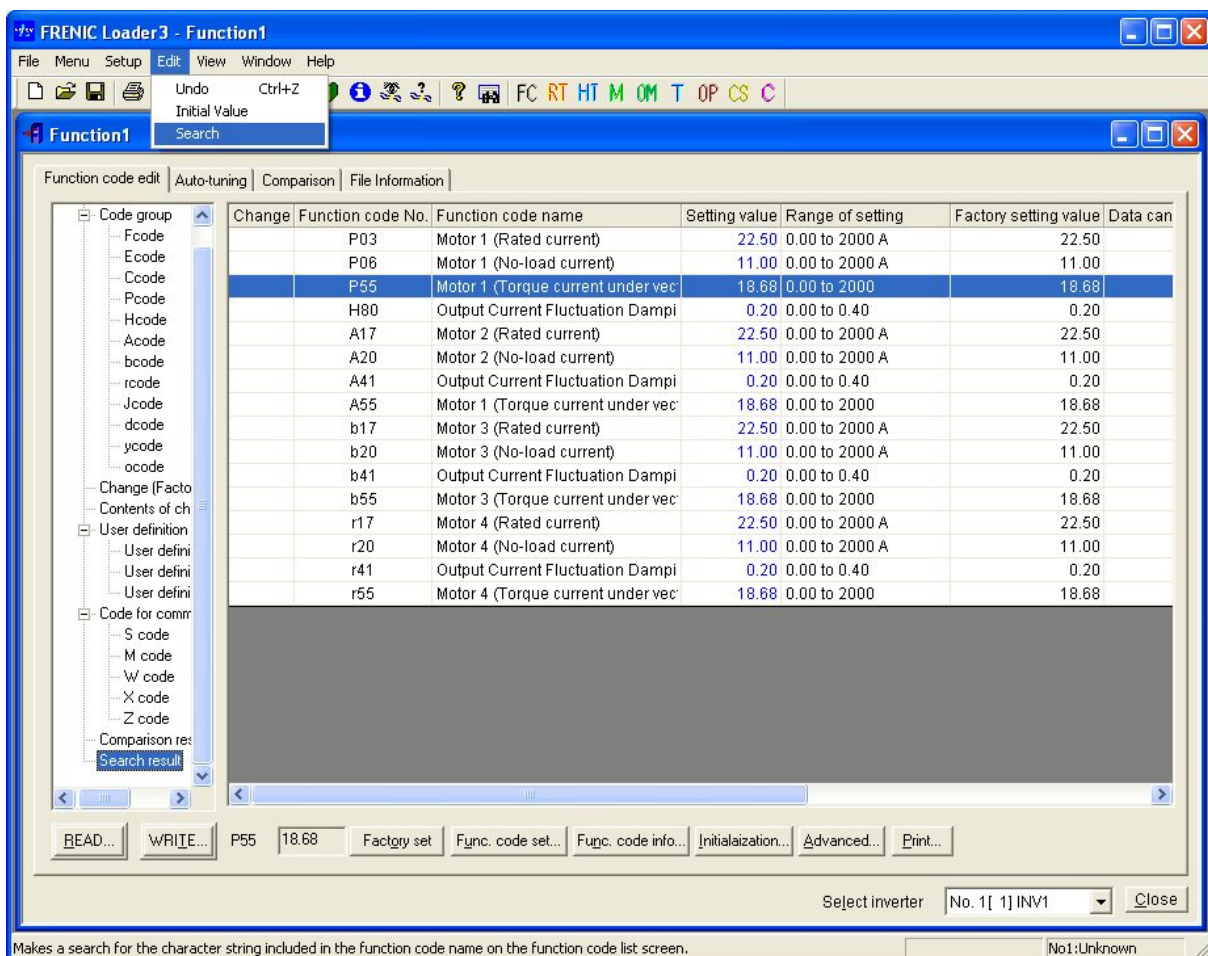 FRENIC Loader3 - Function1
File Menu Setup Edit View Window Help
Undo Ctrl+Z
Initial Value
Search
FC RT HT M OM T OP CS C
Function1
Function code edit Auto-tuning Comparison File Information
Code group
Fcode
Ecode
Ccode
Pcode
Hcode
Acode
bcode
rcode
Jcode
dcode
ycode
ocode
Change (Facto
Contents of ch
User definition
User defini
User defini
User defini
Code for comm
S code
M code
W code
X code
Z code
Comparison res
Search result
Change Function code No. Function code name Setting value Range of setting Factory setting value Data can
P03 Motor 1 (Rated current) 22.50 0.00 to 2000 A 22.50
P06 Motor 1 (No-load current) 11.00 0.00 to 2000 A 11.00
P55 Motor 1 (Torque current under vec 18.68 0.00 to 2000 18.68
H80 Output Current Fluctuation Dampi 0.20 0.00 to 0.40 0.20
A17 Motor 2 (Rated current) 22.50 0.00 to 2000 A 22.50
A20 Motor 2 (No-load current) 11.00 0.00 to 2000 A 11.00
A41 Output Current Fluctuation Dampi 0.20 0.00 to 0.40 0.20
A55 Motor 1 (Torque current under vec 18.68 0.00 to 2000 18.68
b17 Motor 3 (Rated current) 22.50 0.00 to 2000 A 22.50
b20 Motor 3 (No-load current) 11.00 0.00 to 2000 A 11.00
b41 Output Current Fluctuation Dampi 0.20 0.00 to 0.40 0.20
b55 Motor 3 (Torque current under vec 18.68 0.00 to 2000 18.68
r17 Motor 4 (Rated current) 22.50 0.00 to 2000 A 22.50
r20 Motor 4 (No-load current) 11.00 0.00 to 2000 A 11.00
r41 Output Current Fluctuation Dampi 0.20 0.00 to 0.40 0.20
r55 Motor 4 (Torque current under vec 18.68 0.00 to 2000 18.68
READ... WRITE... P55 18.68 Factory set Func. code set... Func. code info... Initialaization... Advanced... Print...
Select inverter No. 1[ 1] INV1 Close
Makes a search for the character string included in the function code name on the function code list screen. No1:Unknown